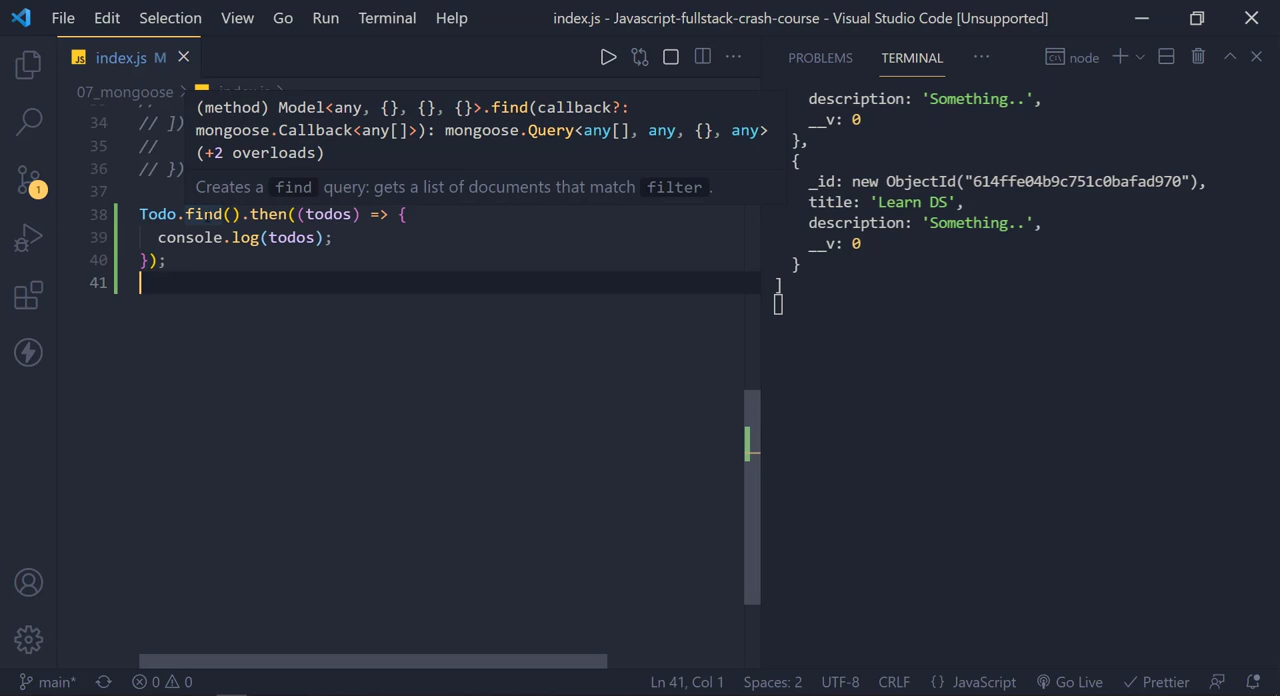 File Edit Selection View Go Run Terminal Help
index.js - Javascript-fullstack-crash-course - Visual Studio Code [Unsupported]
JS index.js M
07_mongoose >
(method) Model<any, {}, {}, {}>.find(callback?:
mongoose.Callback<any[]>): mongoose.Query<any[], any, {}, any>
(+2 overloads)
Creates a find query: gets a list of documents that match filter.
34 // ])
35 //
36 // })
37
38 Todo.find().then((todos) => {
39 console.log(todos);
40 });
41
PROBLEMS TERMINAL ... node
description: 'Something..',
__v: 0
},
{
_id: new ObjectId("614ffe04b9c751c0bafad970"),
title: 'Learn DS',
description: 'Something..',
__v: 0
}
]
1
main* 0 0 Ln 41, Col 1 Spaces: 2 UTF-8 CRLF {} JavaScript Go Live Prettier